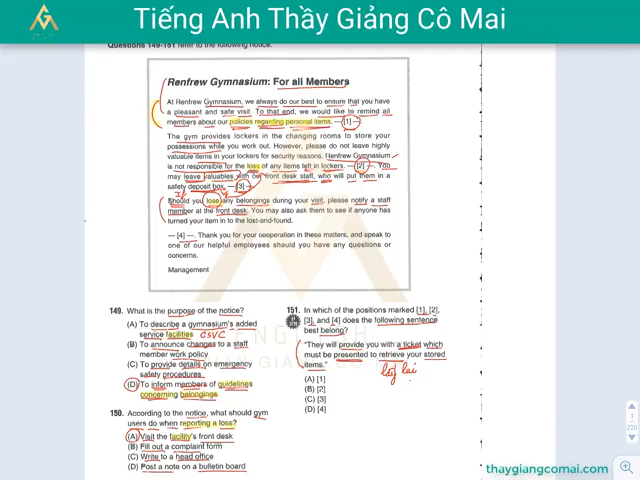 Tiếng Anh Thầy Giảng Cô Mai
Questions 149-151 refer to the following notice.
Renfrew Gymnasium: For all Members
At Renfrew Gymnasium, we always do our best to ensure that you have
a pleasant and safe visit. To that end, we would like to remind all
members about our policies regarding personal items. —[1]—
The gym provides lockers in the changing rooms to store your
possessions while you work out. However, please do not leave highly
valuable items in your lockers for security reasons. Renfrew Gymnasium
is not responsible for the loss of any items left in lockers. —[2]—. You
may leave valuables with our front desk staff, who will put them in a
safety deposit box. —[3]—
Should you lose any belongings during your visit, please notify a staff
member at the front desk. You may also ask them to see if anyone has
turned your item in to the lost-and-found.
—[4]—. Thank you for your cooperation in these matters, and speak to
one of our helpful employees should you have any questions or
concerns.
Management
149. What is the purpose of the notice?
(A) To describe a gymnasium's added
service facilities CSVC
(B) To announce changes to a staff
member work policy
(C) To provide details on emergency
safety procedures
(D) To inform members of guidelines
concerning belongings
150. According to the notice, what should gym
users do when reporting a loss?
(A) Visit the facility's front desk
(B) Fill out a complaint form
(C) Write to a head office
(D) Post a note on a bulletin board
151. In which of the positions marked [1], [2],
[3], and [4] does the following sentence
best belong?
"They will provide you with a ticket which
must be presented to retrieve your stored
items."
lấy lại
(A) [1]
(B) [2]
(C) [3]
(D) [4]
thaygiangcomai.com